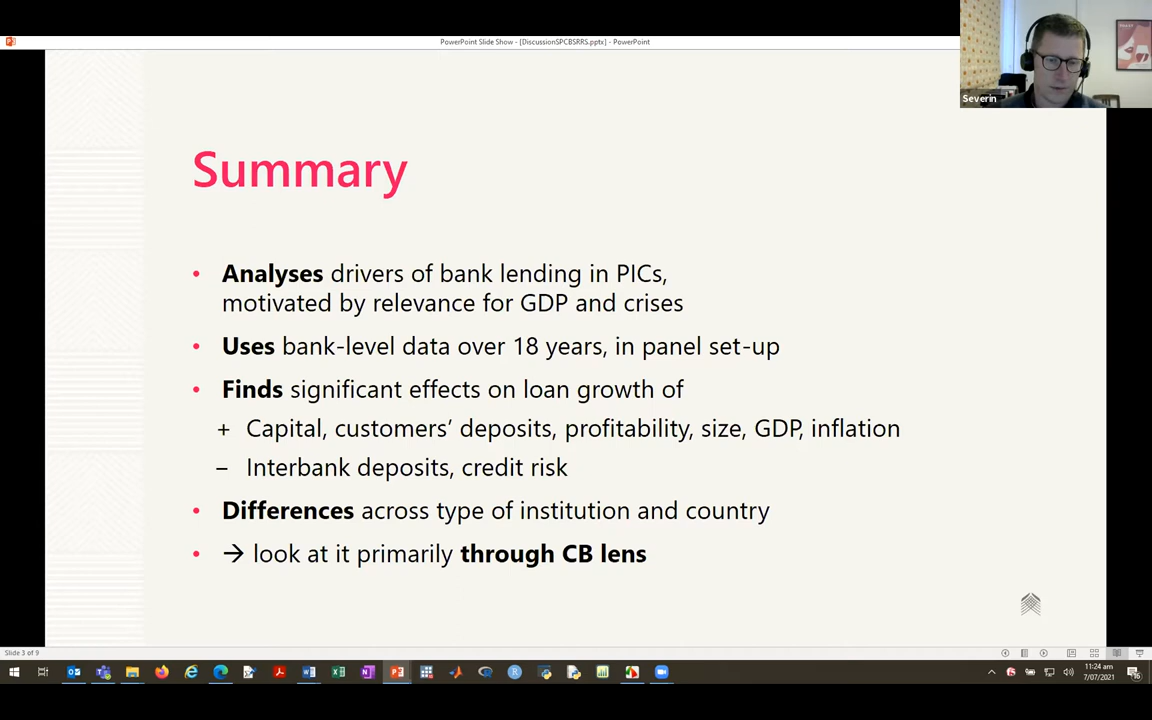 PowerPoint Slide Show - [DiscussionSPCBSRRS.pptx] - PowerPoint
Severin
Summary
• Analyses drivers of bank lending in PICs,
motivated by relevance for GDP and crises
• Uses bank-level data over 18 years, in panel set-up
• Finds significant effects on loan growth of
+ Capital, customers’ deposits, profitability, size, GDP, inflation
– Interbank deposits, credit risk
• Differences across type of institution and country
• → look at it primarily through CB lens
Slide 3 of 9
11:24 am
7/07/2021